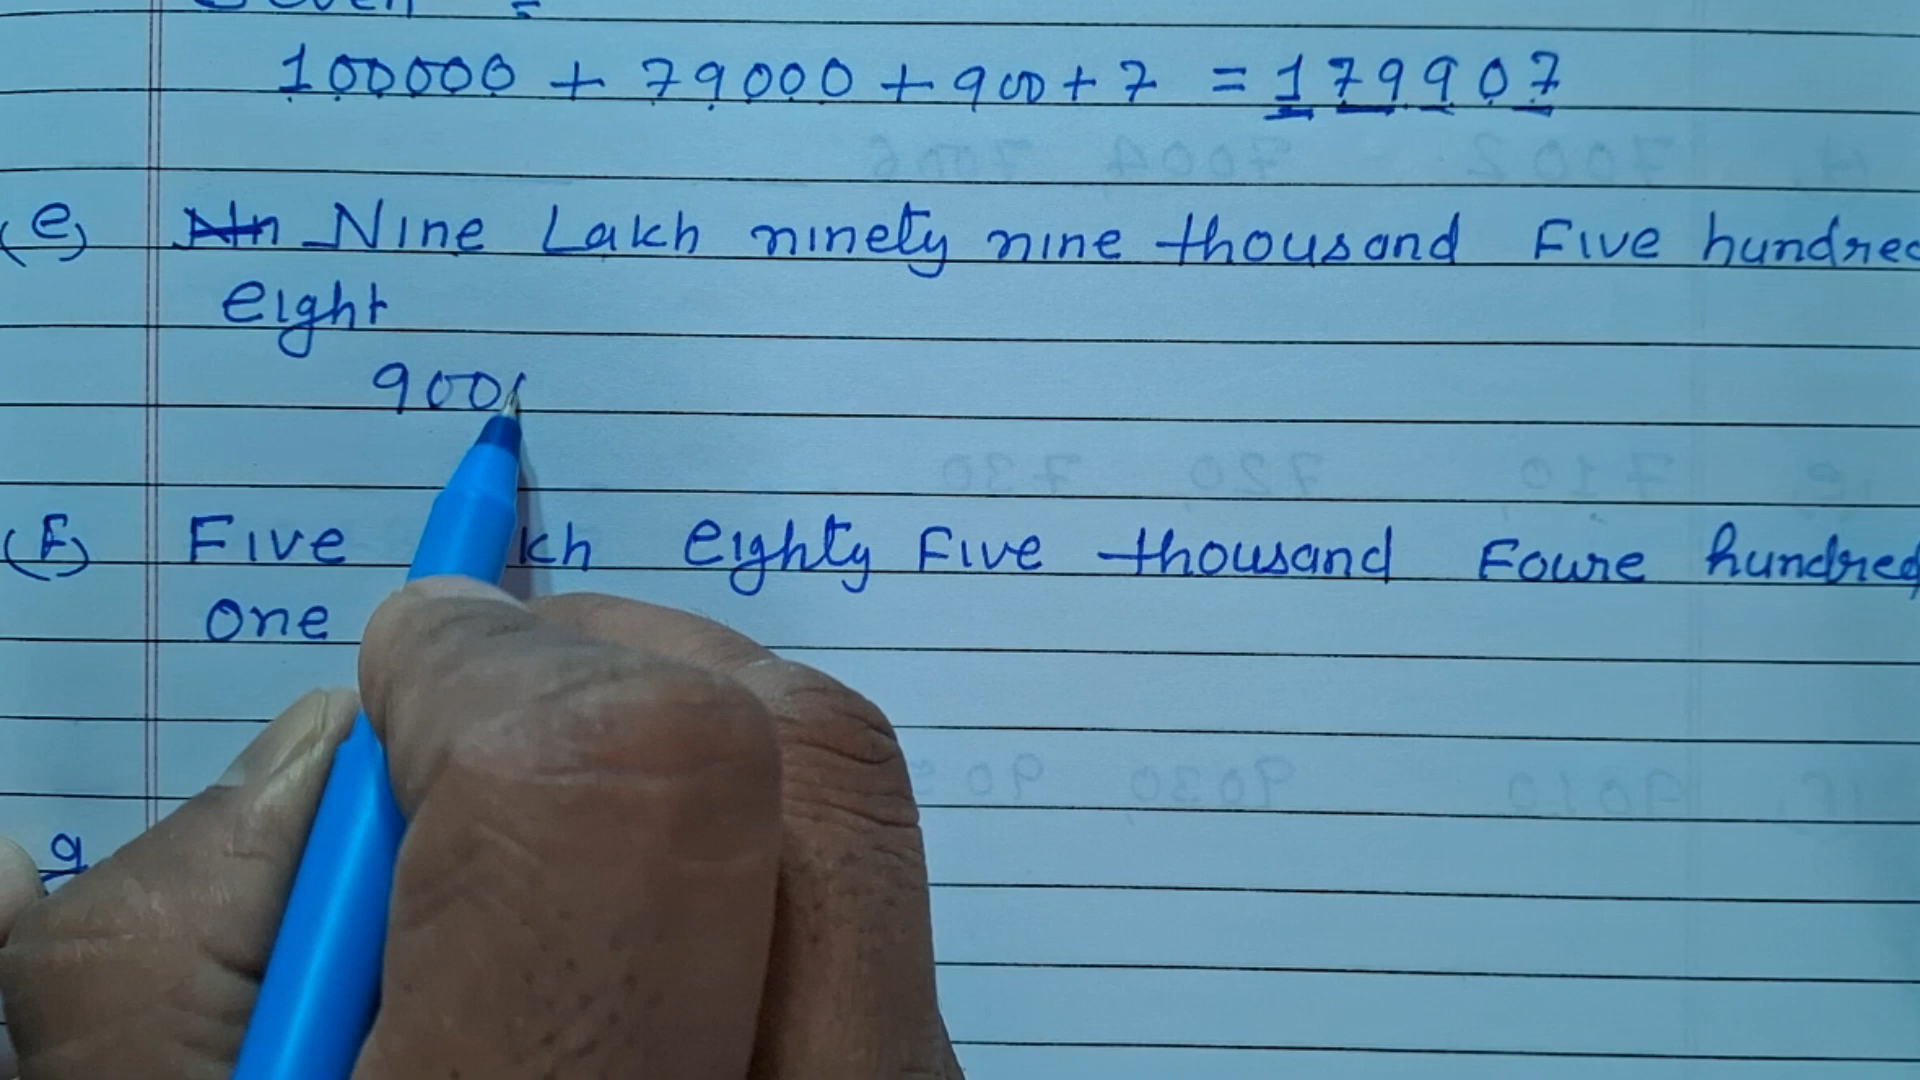 100000 + 79000 + 900 + 7 = 179907
(e) Nine Lakh ninety nine thousand Five hundred
eight
900
(F) Five kh eighty Five thousand Foure hundred
one
g